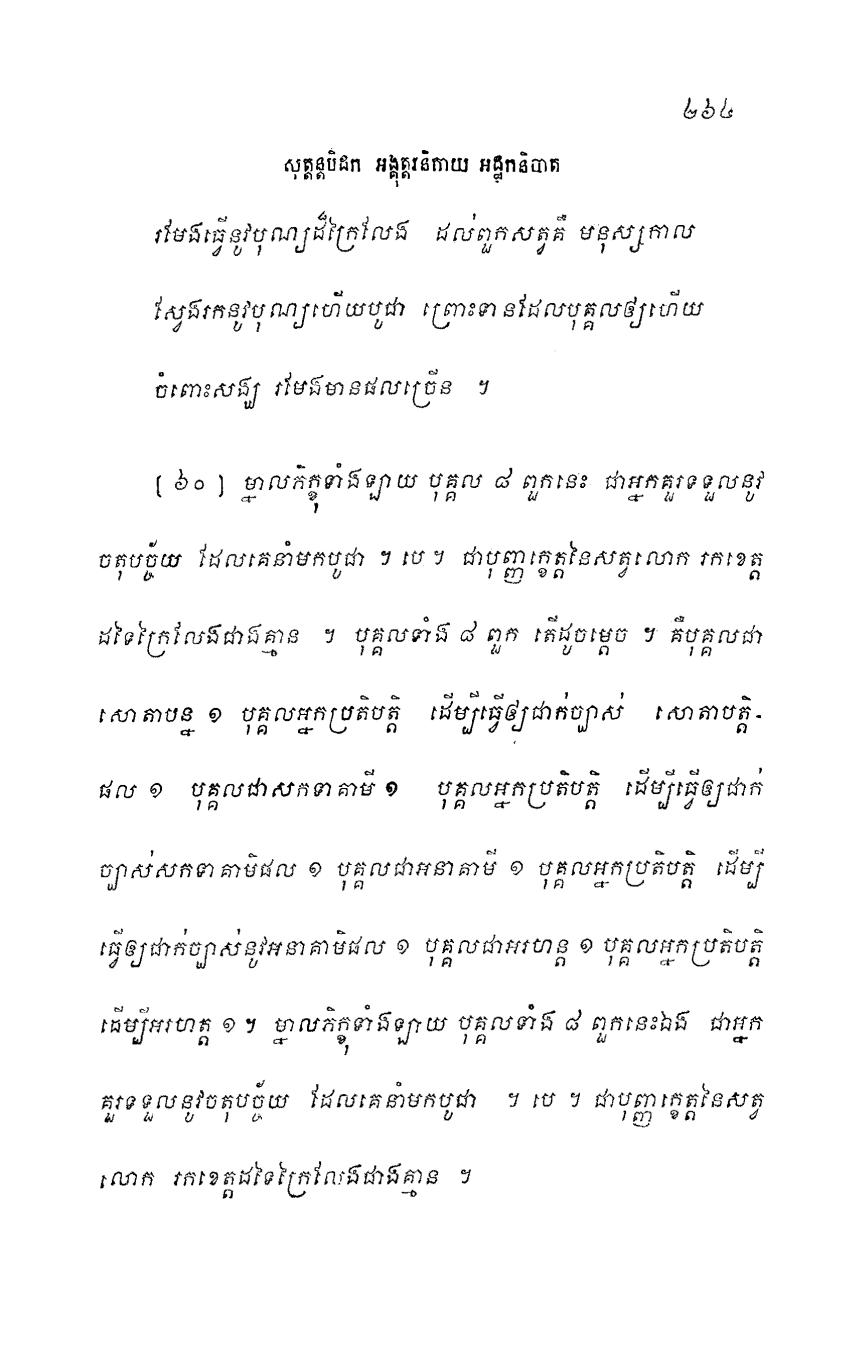 ២៦៤
សុត្តន្តបិដក អង្គុត្តរនិកាយ អដ្ឋកនិបាត
រមែងធ្វើនូវបុណ្យដ៏ក្រៃលែង ដល់ពួកសត្វគឺ មនុស្សកាល
ស្វែងរកនូវបុណ្យហើយបូជា ព្រោះទានដែលបុគ្គលឲ្យហើយ
ចំពោះសង្ឃ រមែងមានផលច្រើន ។
[ ៦០ ] ម្នាលភិក្ខុទាំងឡាយ បុគ្គល ៨ ពួកនេះ ជាអ្នកគួរទទួលនូវ
ចតុប្បច្ច័យ ដែលគេនាំមកបូជា ។ បេ ។ ជាបុញ្ញក្ខេត្តនៃសត្វលោក រកខេត្ត
ដទៃក្រៃលែងជាងគ្មាន ។ បុគ្គលទាំង ៨ ពួក តើដូចម្តេច ។ គឺបុគ្គលជា
សោតាបន្ន ១ បុគ្គលអ្នកប្រតិបត្តិ ដើម្បីធ្វើឲ្យជាក់ច្បាស់ សោតាបត្តិ-
ផល ១ បុគ្គលជាសកទាគាមី ១ បុគ្គលអ្នកប្រតិបត្តិ ដើម្បីធ្វើឲ្យជាក់
ច្បាស់សកទាគាមិផល ១ បុគ្គលជាអនាគាមី ១ បុគ្គលអ្នកប្រតិបត្តិ ដើម្បី
ធ្វើឲ្យជាក់ច្បាស់នូវអនាគាមិផល ១ បុគ្គលជាអរហន្ត ១ បុគ្គលអ្នកប្រតិបត្តិ
ដើម្បីអរហត្ត ១ ។ ម្នាលភិក្ខុទាំងឡាយ បុគ្គលទាំង ៨ ពួកនេះឯង ជាអ្នក
គួរទទួលនូវចតុប្បច្ច័យ ដែលគេនាំមកបូជា ។ បេ ។ ជាបុញ្ញក្ខេត្តនៃសត្វ
លោក រកខេត្តដទៃក្រៃលែងជាងគ្មាន ។